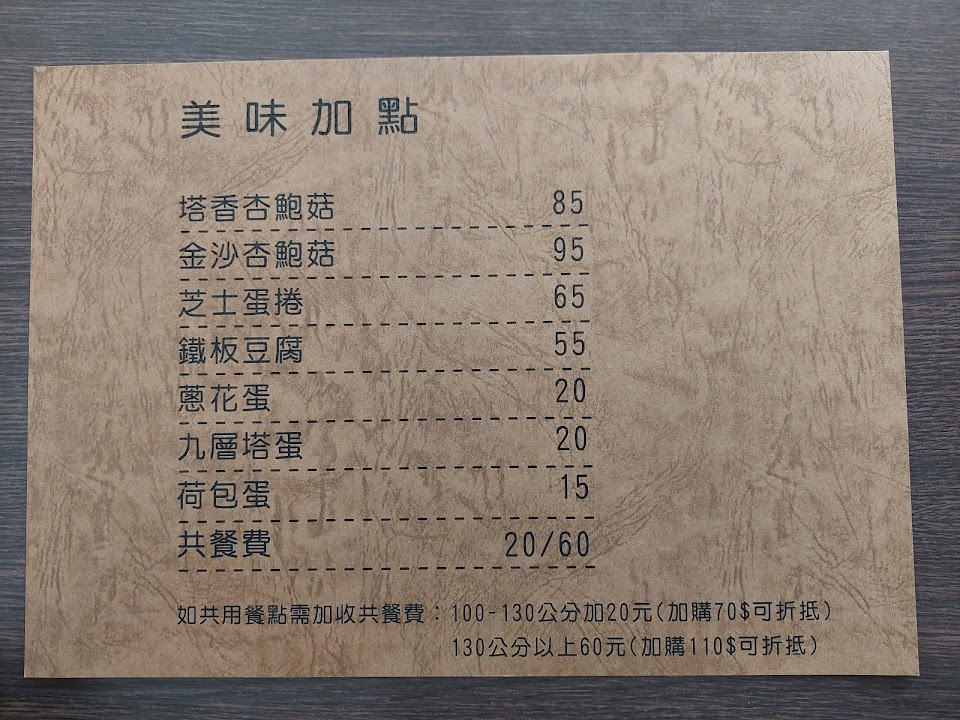 美味加點
塔香杏鮑菇 85
金沙杏鮑菇 95
芝士蛋捲 65
鐵板豆腐 55
蔥花蛋 20
九層塔蛋 20
荷包蛋 15
共餐費 20/60
如共用餐點需加收共餐費：100-130公分加20元(加購70$可折抵)
130公分以上60元(加購110$可折抵)